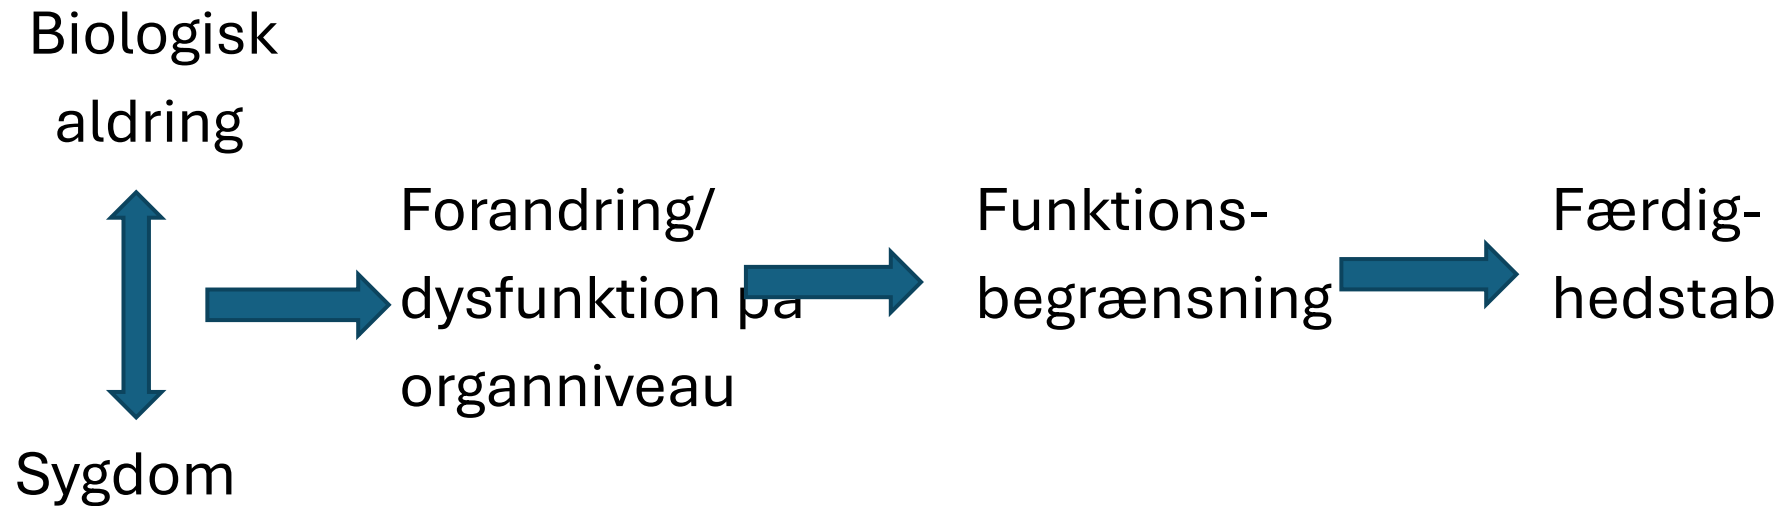 Biologisk
aldring
Forandring/
dysfunktion på
organniveau
Funktions-
begrænsning
Færdig-
hedstab
Sygdom